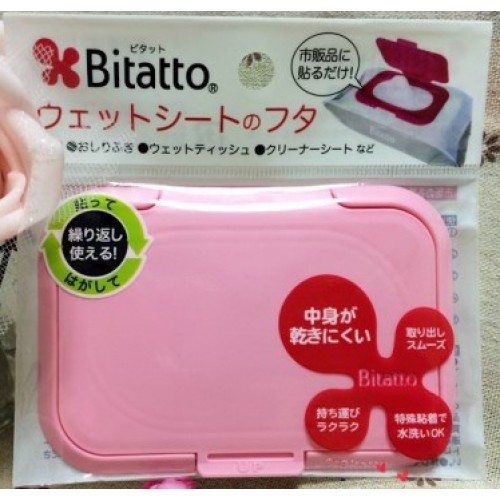 ビタット
Bitatto®
市販品に
貼るだけ!
ウェットシートのフタ
●おしりふき ●ウェットティッシュ ●クリーナーシート など
貼って
繰り返し
使える!
はがして
中身が
乾きにくい
取り出し
スムーズ
Bitatto
持ち運び
ラクラク
特殊粘着で
水洗いOK
UP